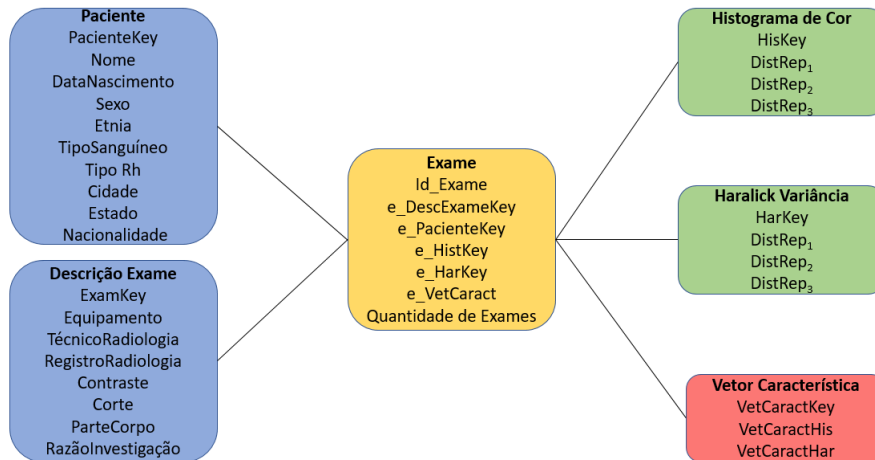 Paciente
PacienteKey
Nome
DataNascimento
Sexo
Etnia
TipoSanguíneo
Tipo Rh
Cidade
Estado
Nacionalidade
Descrição Exame
ExamKey
Equipamento
TécnicoRadiologia
RegistroRadiologia
Contraste
Corte
ParteCorpo
RazãoInvestigação
Exame
Id_Exame
e_DescExameKey
e_PacienteKey
e_HistKey
e_HarKey
e_VetCaract
Quantidade de Exames
Histograma de Cor
HisKey
DistRep₁
DistRep₂
DistRep₃
Haralick Variância
HarKey
DistRep₁
DistRep₂
DistRep₃
Vetor Característica
VetCaractKey
VetCaractHis
VetCaractHar